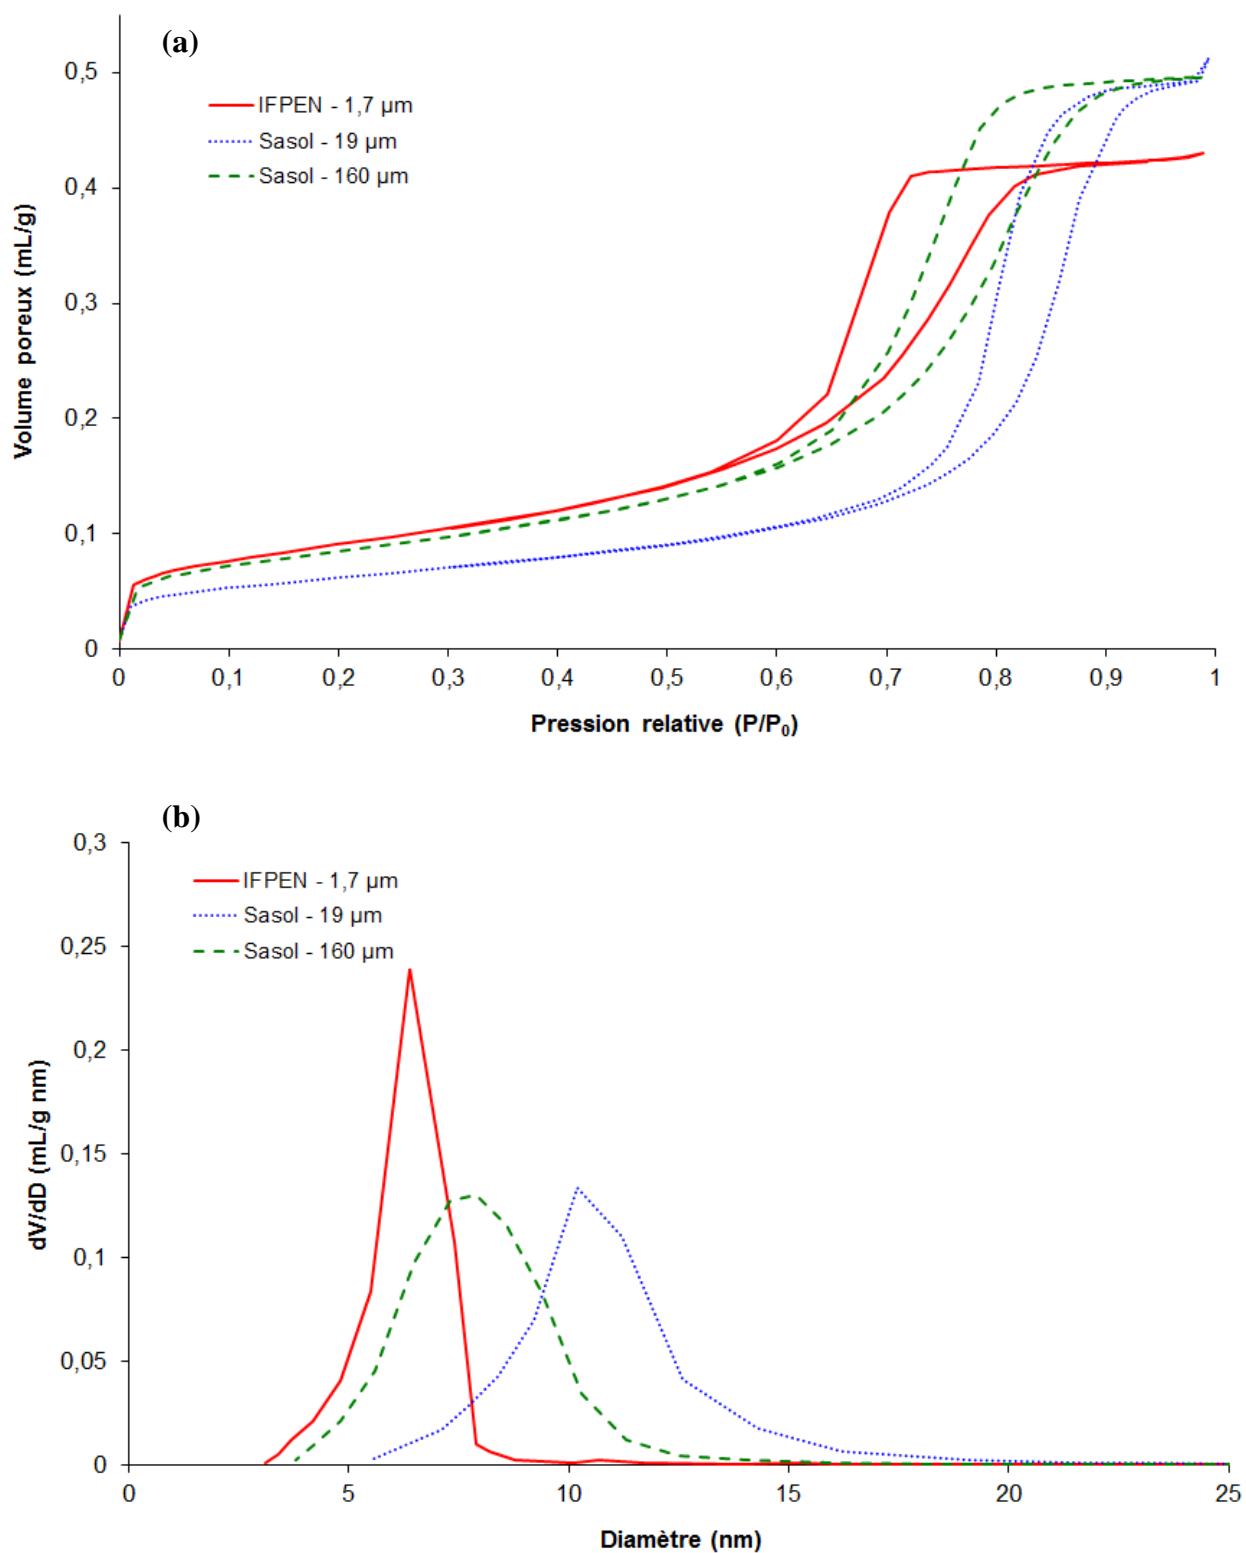 (a)
IFPEN - 1,7 µm
Sasol - 19 µm
Sasol - 160 µm
Volume poreux (mL/g)
0,5
0,4
0,3
0,2
0,1
0
0 0,1 0,2 0,3 0,4 0,5 0,6 0,7 0,8 0,9 1
Pression relative (P/P₀)
(b)
IFPEN - 1,7 µm
Sasol - 19 µm
Sasol - 160 µm
dV/dD (mL/g nm)
0,3
0,25
0,2
0,15
0,1
0,05
0
0 5 10 15 20 25
Diamètre (nm)